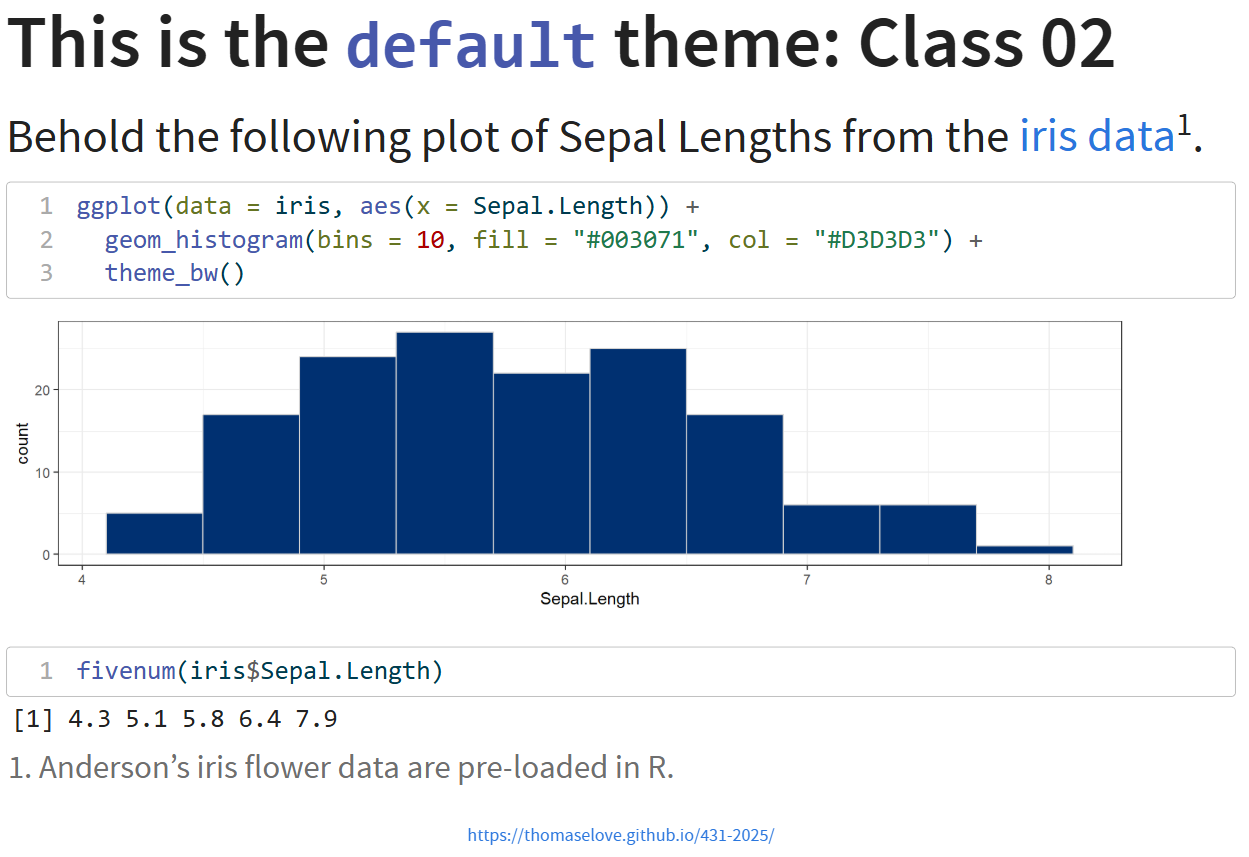 This is the default theme: Class 02
Behold the following plot of Sepal Lengths from the iris data1.
1 ggplot(data = iris, aes(x = Sepal.Length)) +
2   geom_histogram(bins = 10, fill = "#003071", col = "#D3D3D3") +
3   theme_bw()
20
10
0
count
4 5 6 7 8
Sepal.Length
1 fivenum(iris$Sepal.Length)
[1] 4.3 5.1 5.8 6.4 7.9
1. Anderson’s iris flower data are pre-loaded in R.
https://thomaselove.github.io/431-2025/